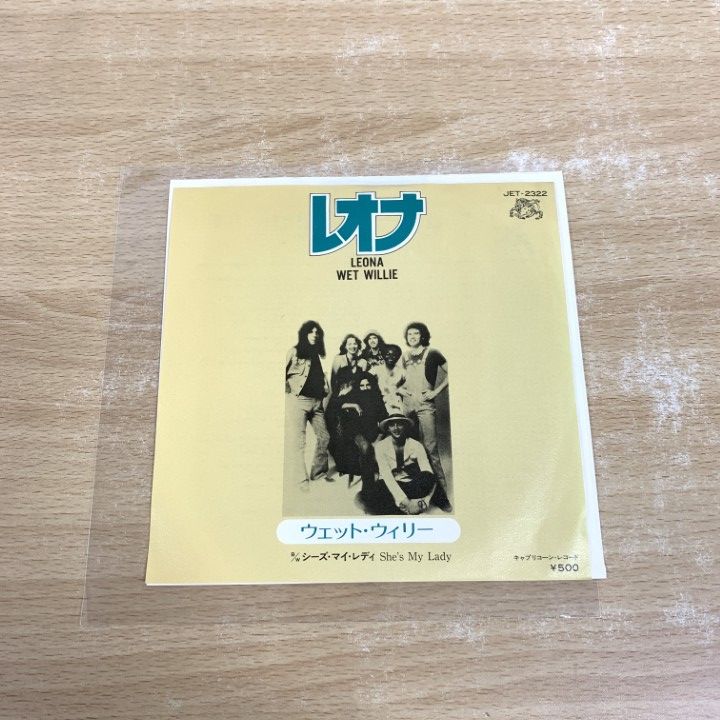 JET-2322
レオナ
LEONA
WET WILLIE
ウェット・ウィリー
B/W シーズ・マイ・レディ She's My Lady
キャプリコーン・レコード
¥500